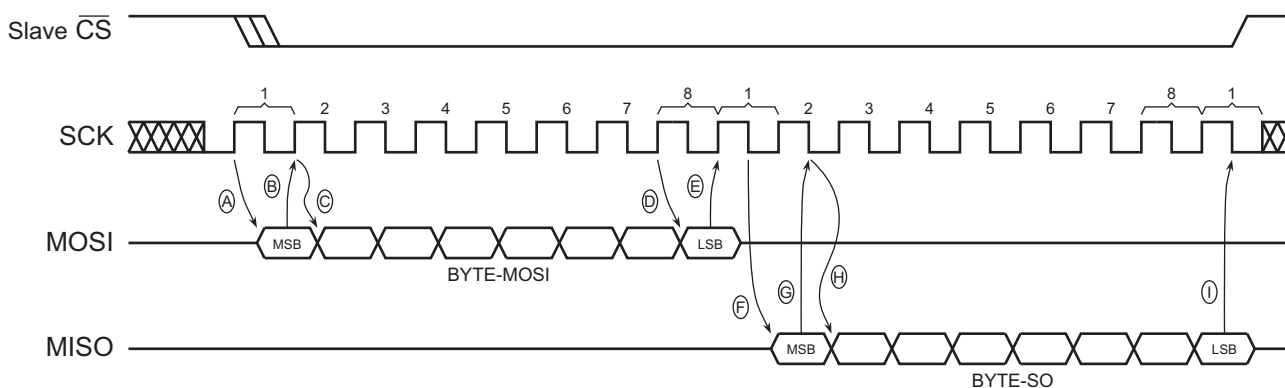 Slave C̅S̅
1 2 3 4 5 6 7 8 1 2 3 4 5 6 7 8 1
SCK
B C E
A D
MOSI MSB LSB
BYTE-MOSI
H
F G I
MISO MSB LSB
BYTE-SO